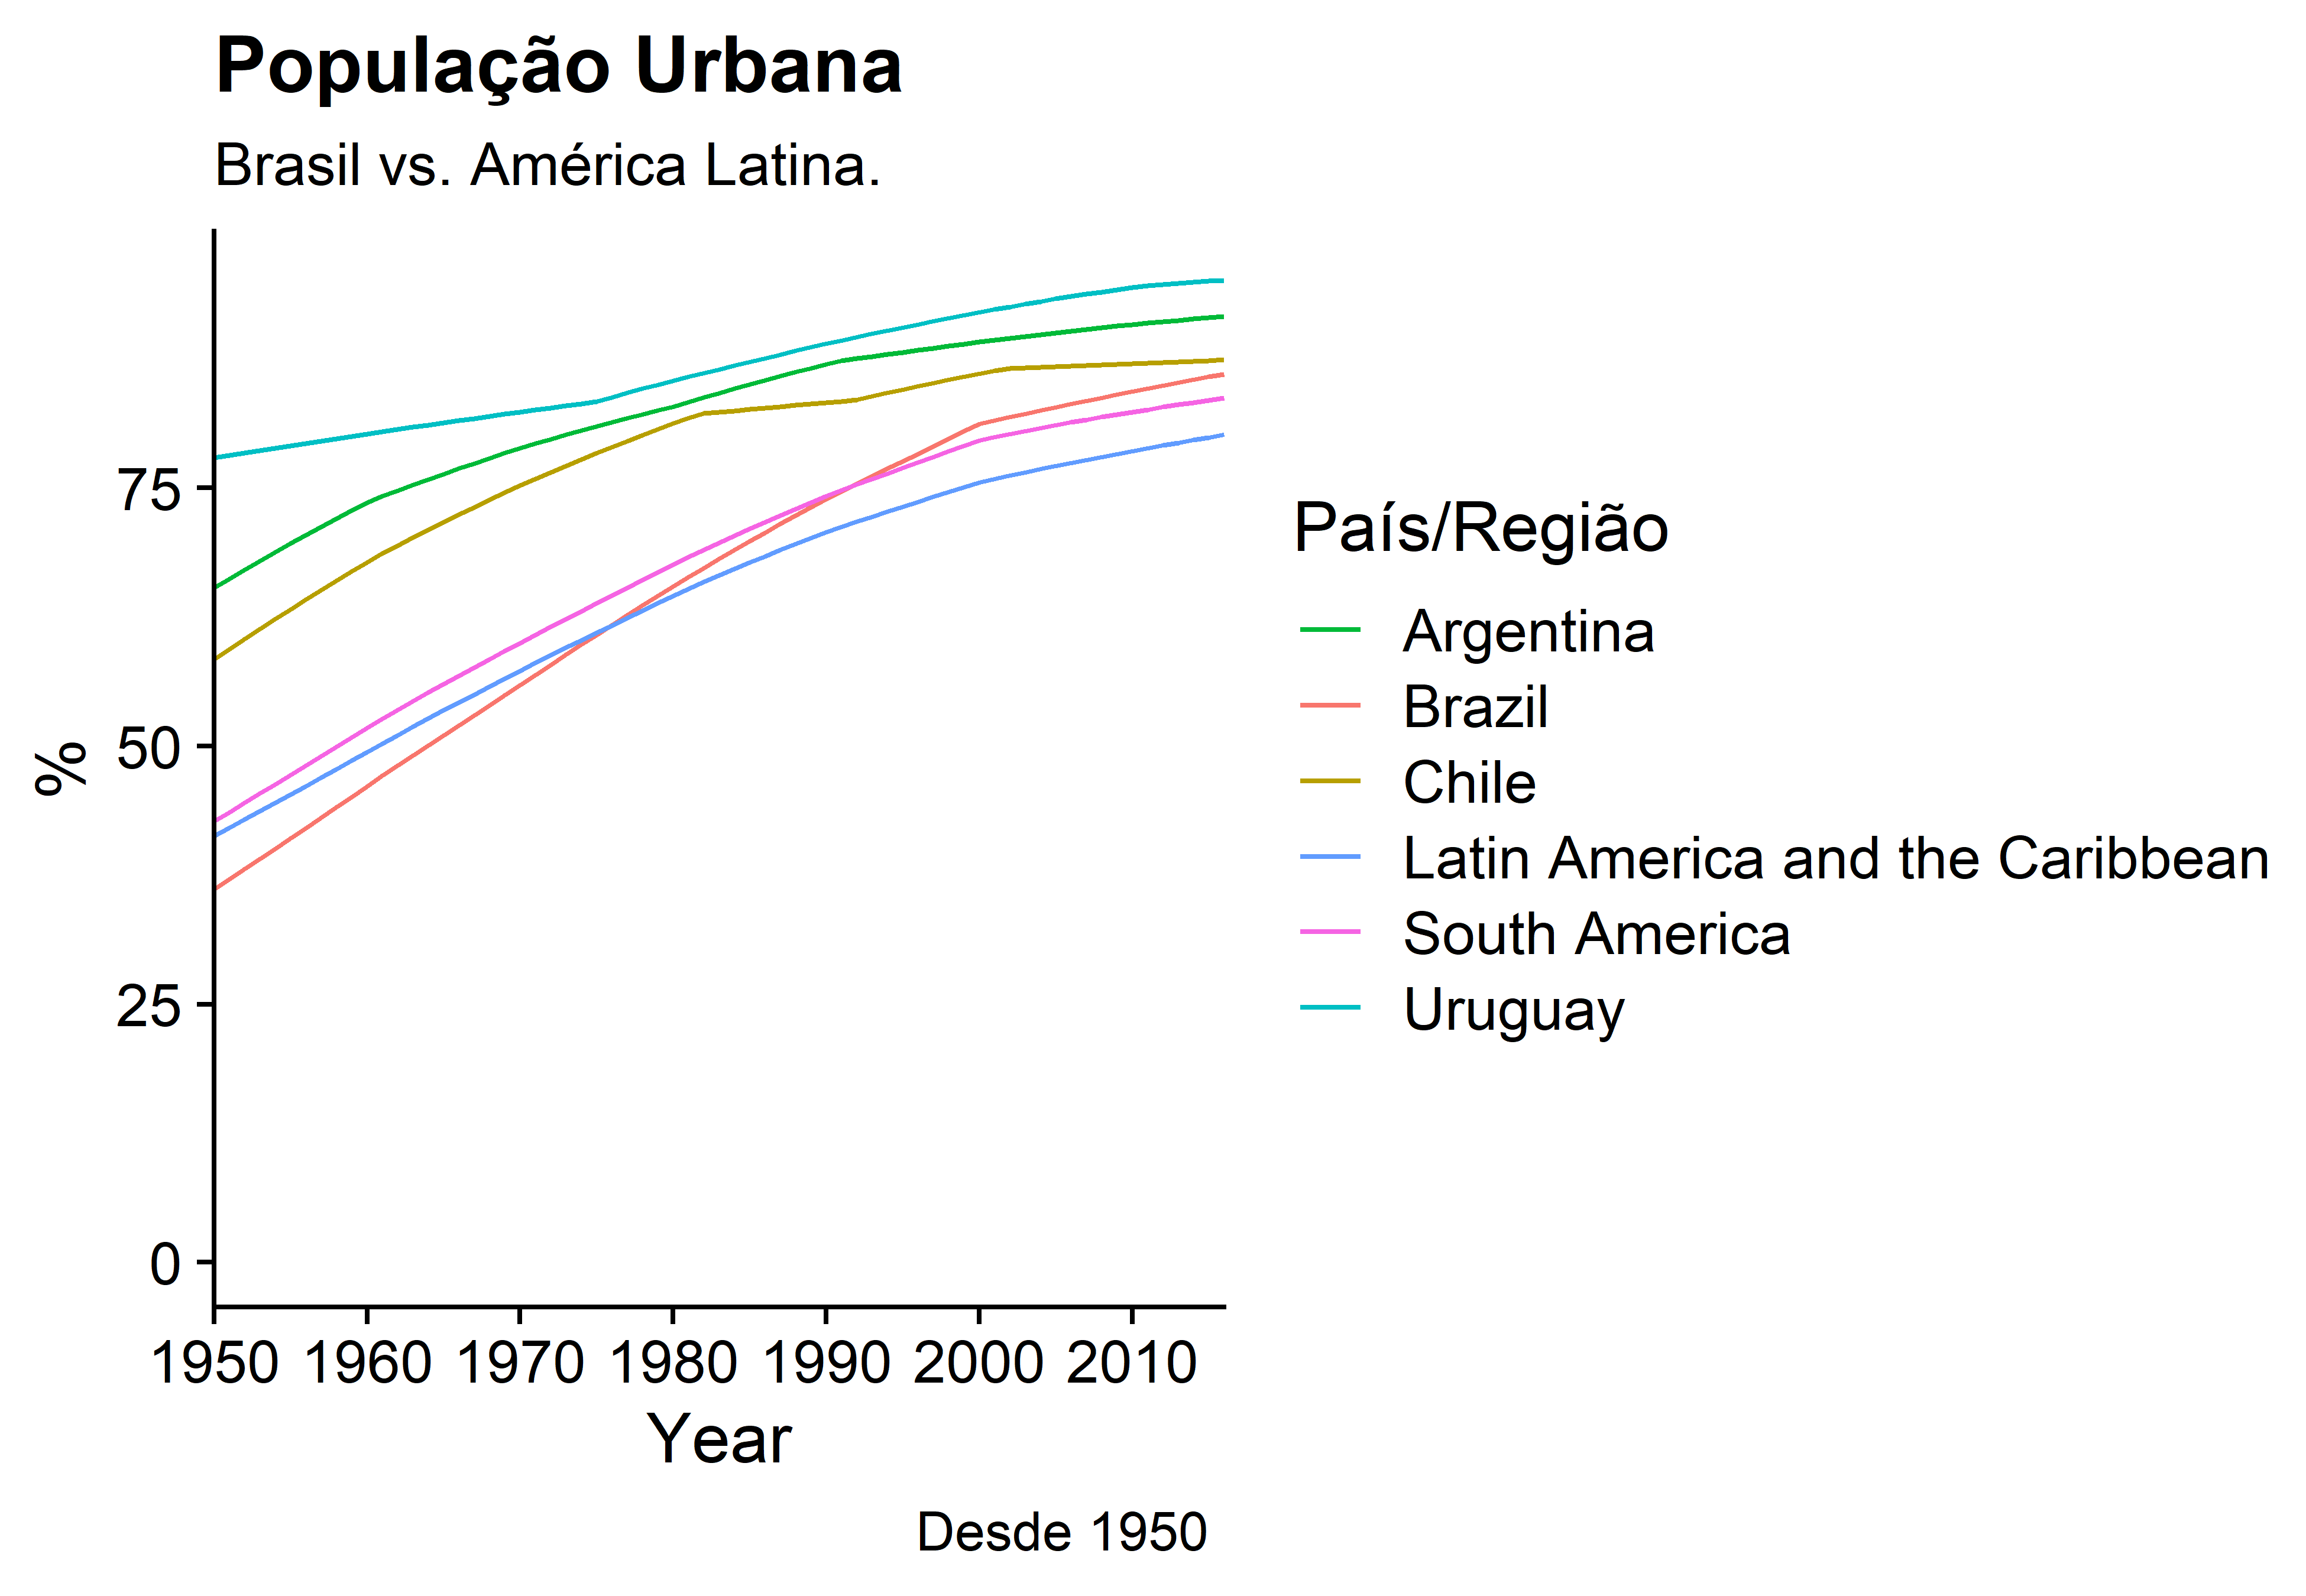 População Urbana
Brasil vs. América Latina.
%
75
50
25
0
1950 1960 1970 1980 1990 2000 2010
Year
País/Região
Argentina
Brazil
Chile
Latin America and the Caribbean
South America
Uruguay
Desde 1950